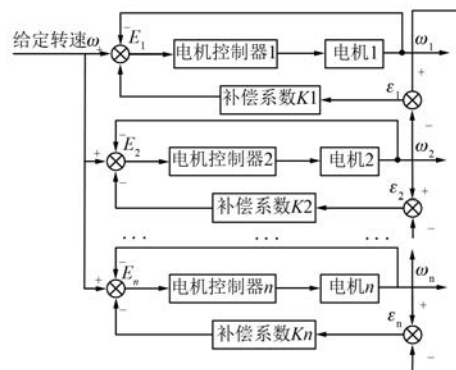 给定转速ω
+
−
E₁
−
电机控制器1
电机1
ω₁
+
补偿系数K1
ε₁
−
−
E₂
+
−
电机控制器2
电机2
ω₂
+
补偿系数K2
ε₂
−
··· ··· ···
−
Eₙ
+
−
电机控制器n
电机n
ωₙ
+
补偿系数Kn
εₙ
−